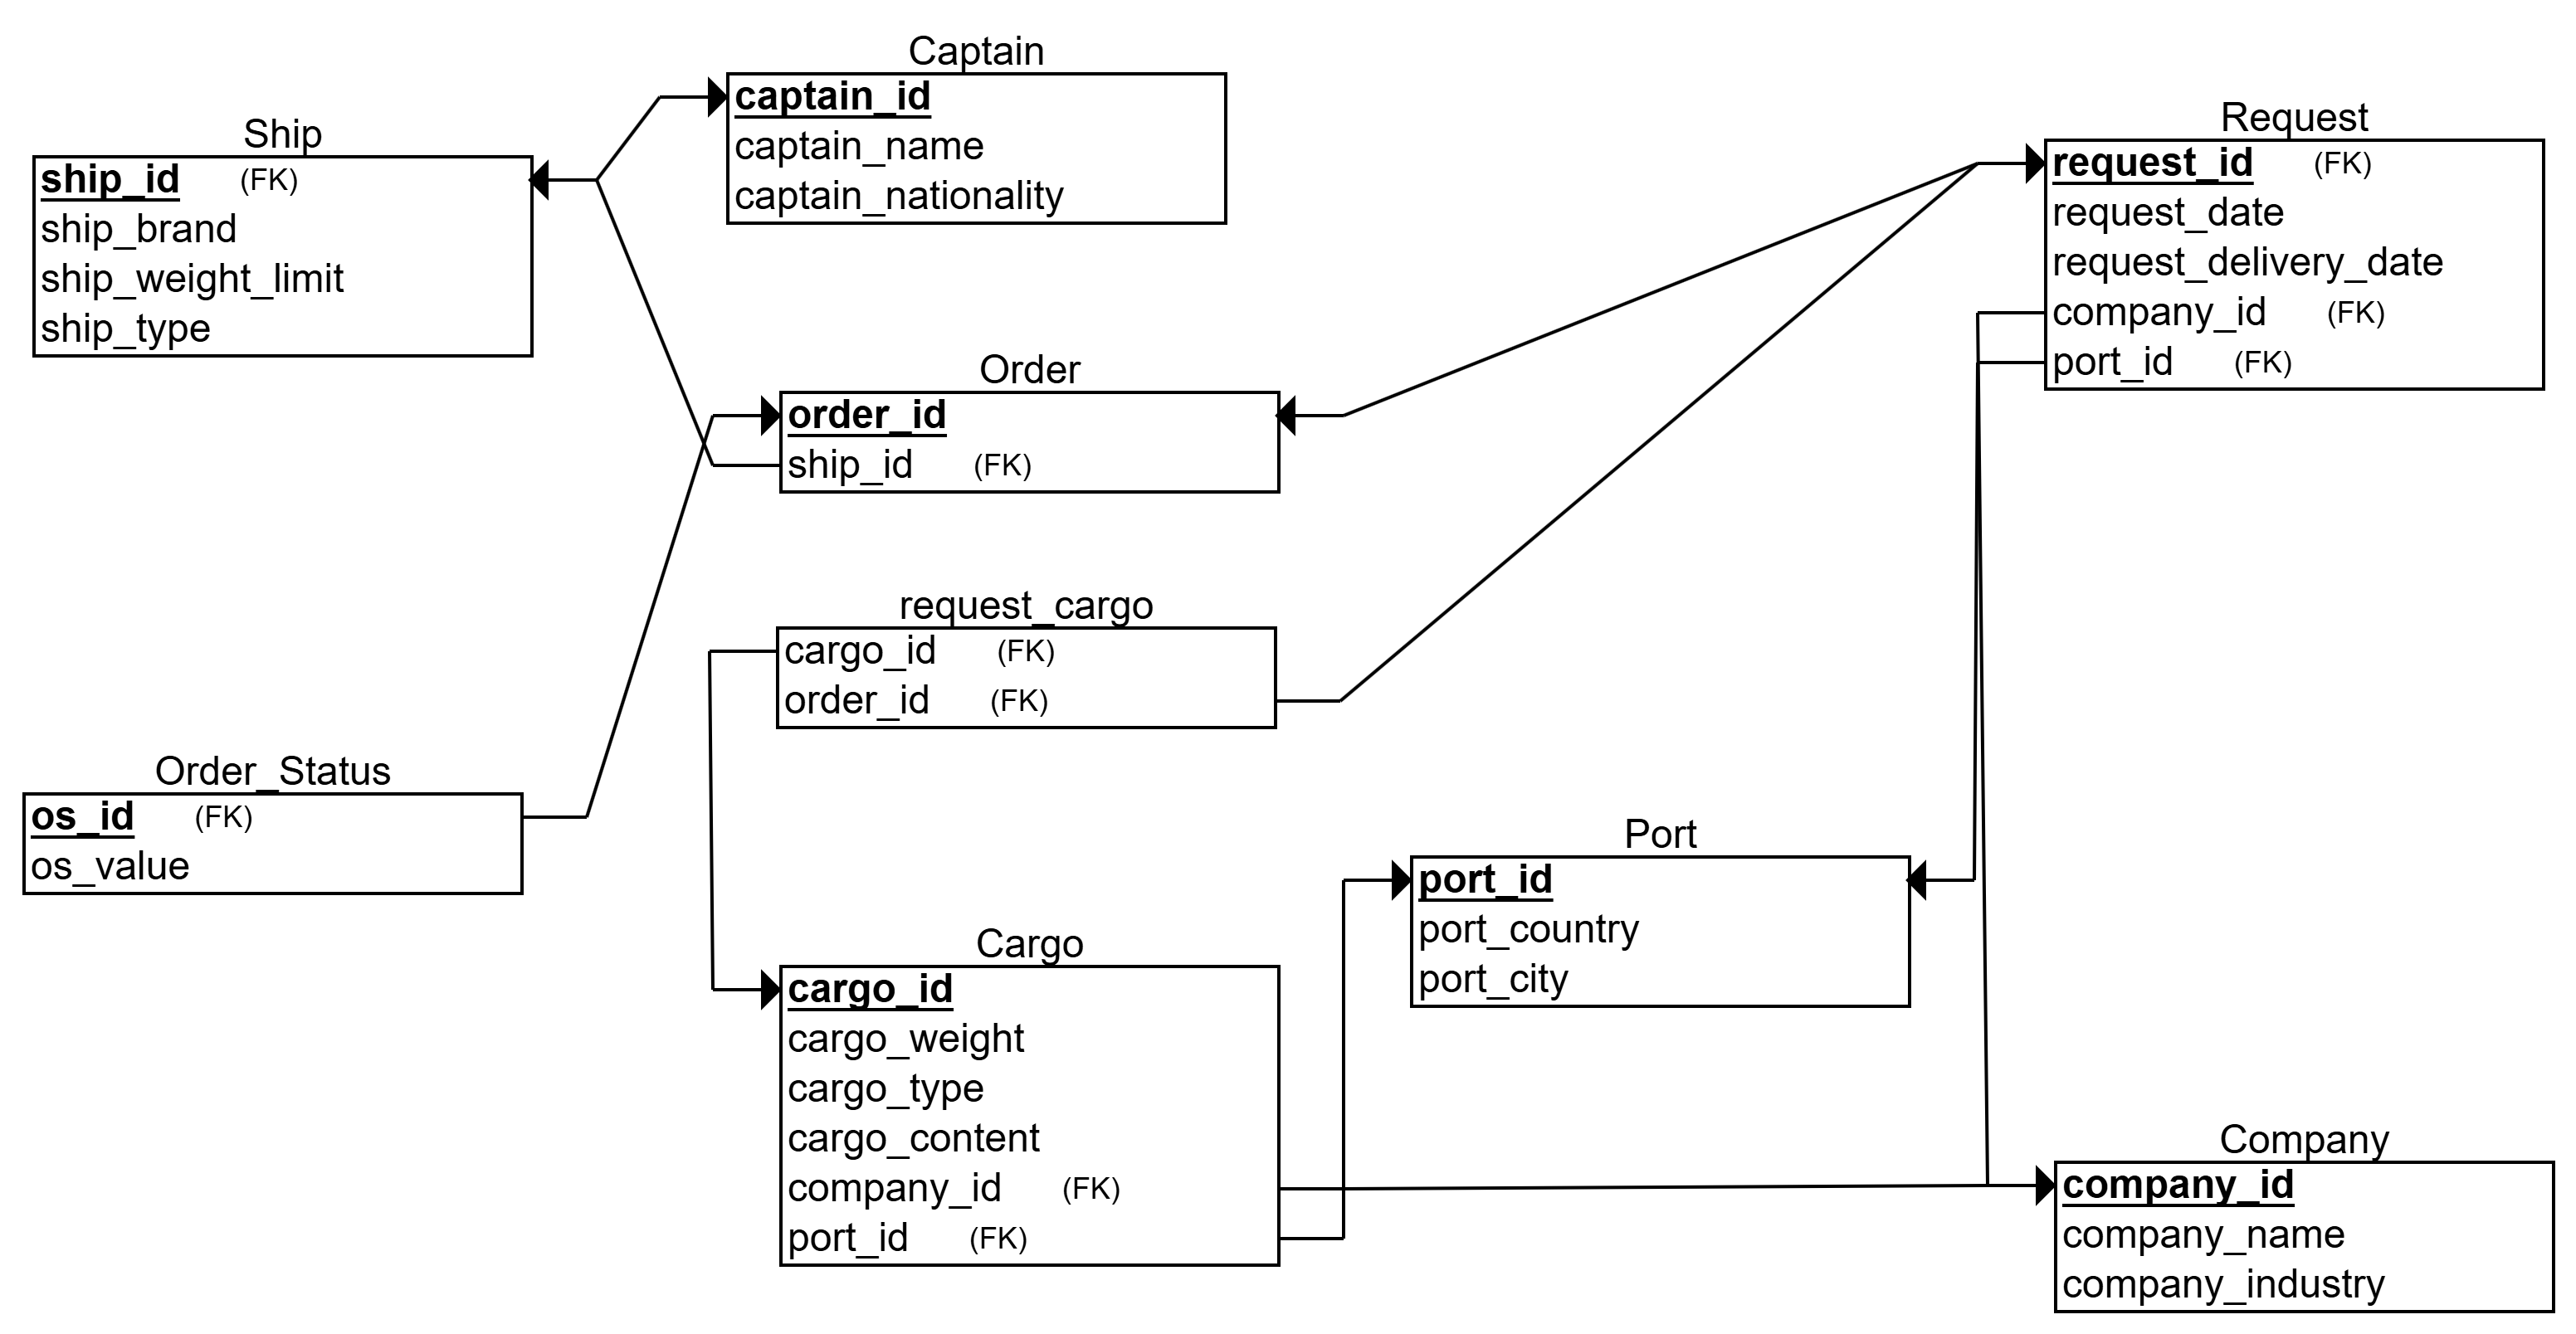 Captain
captain_id
captain_name
captain_nationality
Ship
ship_id (FK)
ship_brand
ship_weight_limit
ship_type
Request
request_id (FK)
request_date
request_delivery_date
company_id (FK)
port_id (FK)
Order
order_id
ship_id (FK)
request_cargo
cargo_id (FK)
order_id (FK)
Order_Status
os_id (FK)
os_value
Port
port_id
port_country
port_city
Cargo
cargo_id
cargo_weight
cargo_type
cargo_content
company_id (FK)
port_id (FK)
Company
company_id
company_name
company_industry